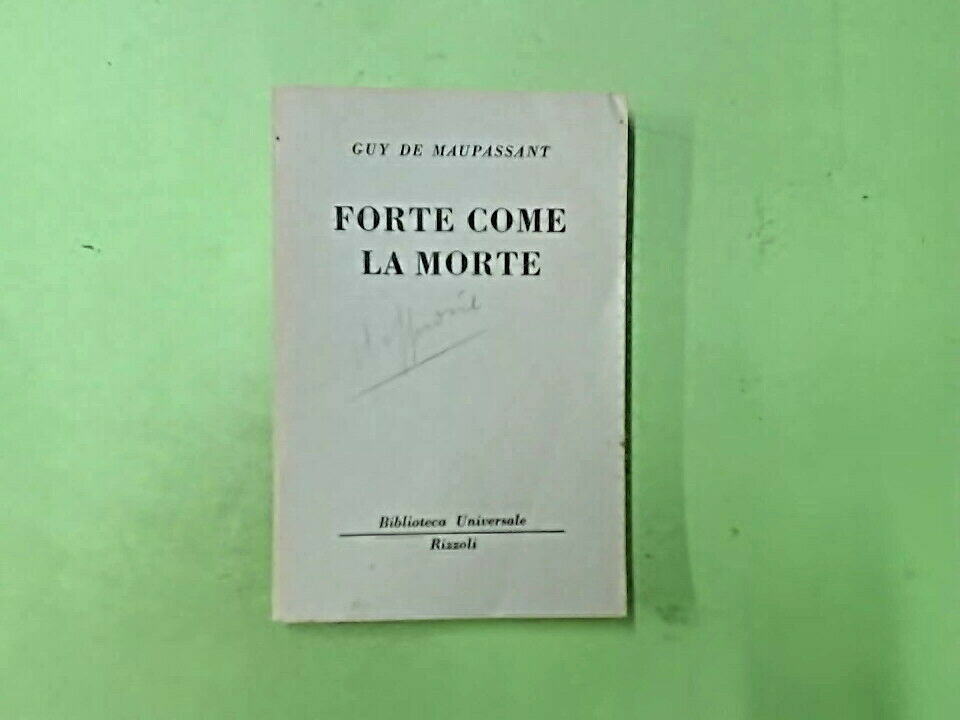 GUY DE MAUPASSANT
FORTE COME
LA MORTE
Biblioteca Universale
Rizzoli